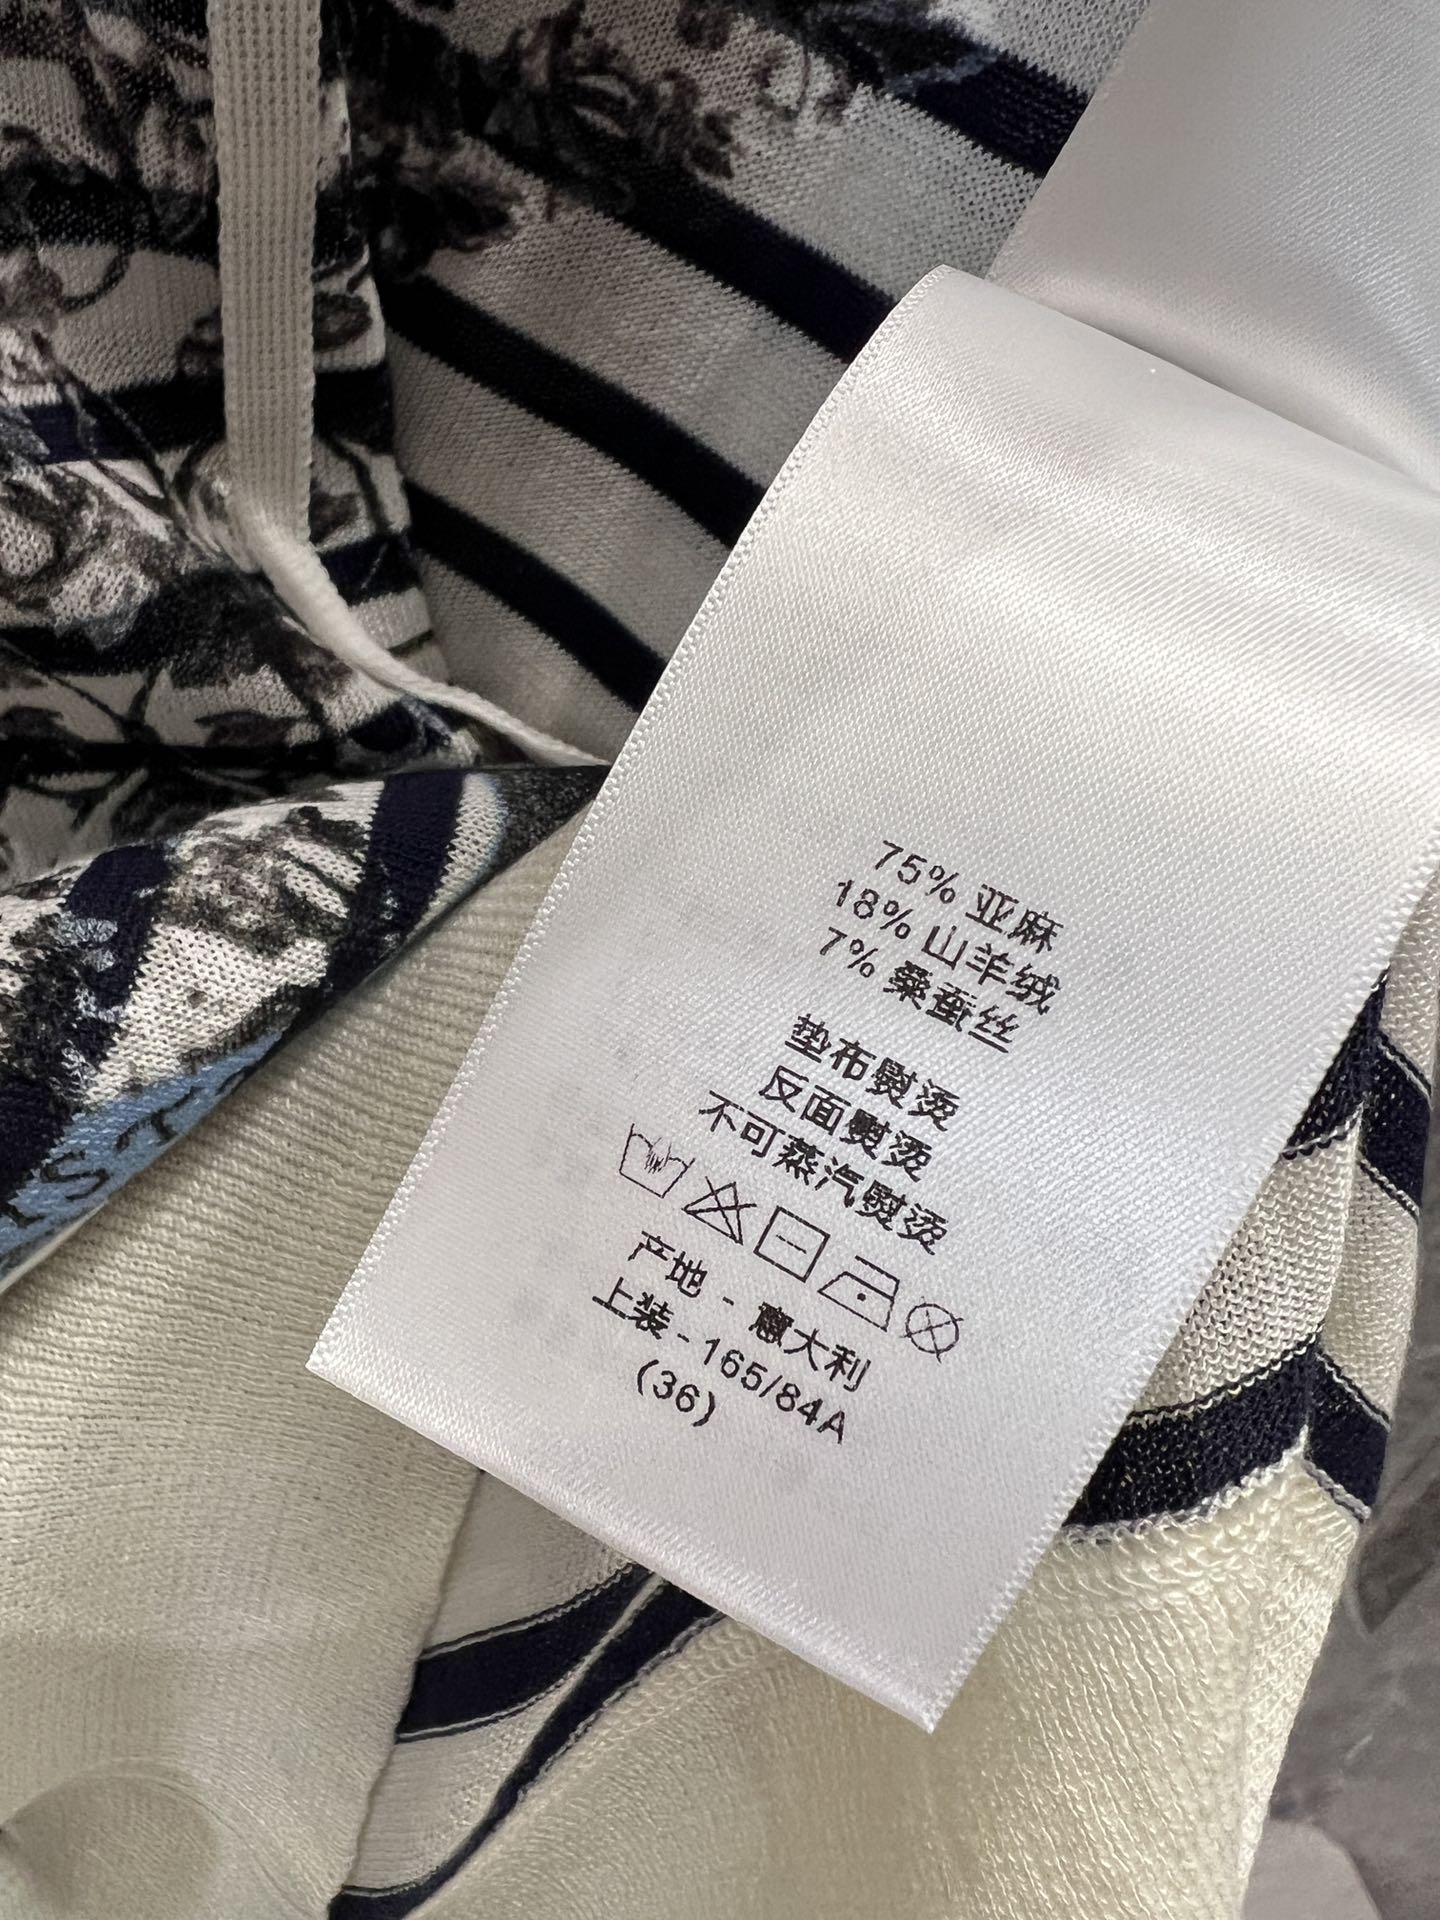 75% 亚麻
18% 山羊绒
7% 桑蚕丝
垫布熨烫
反面熨烫
不可蒸汽熨烫
产地 - 意大利
上装 - 165/84A
(36)